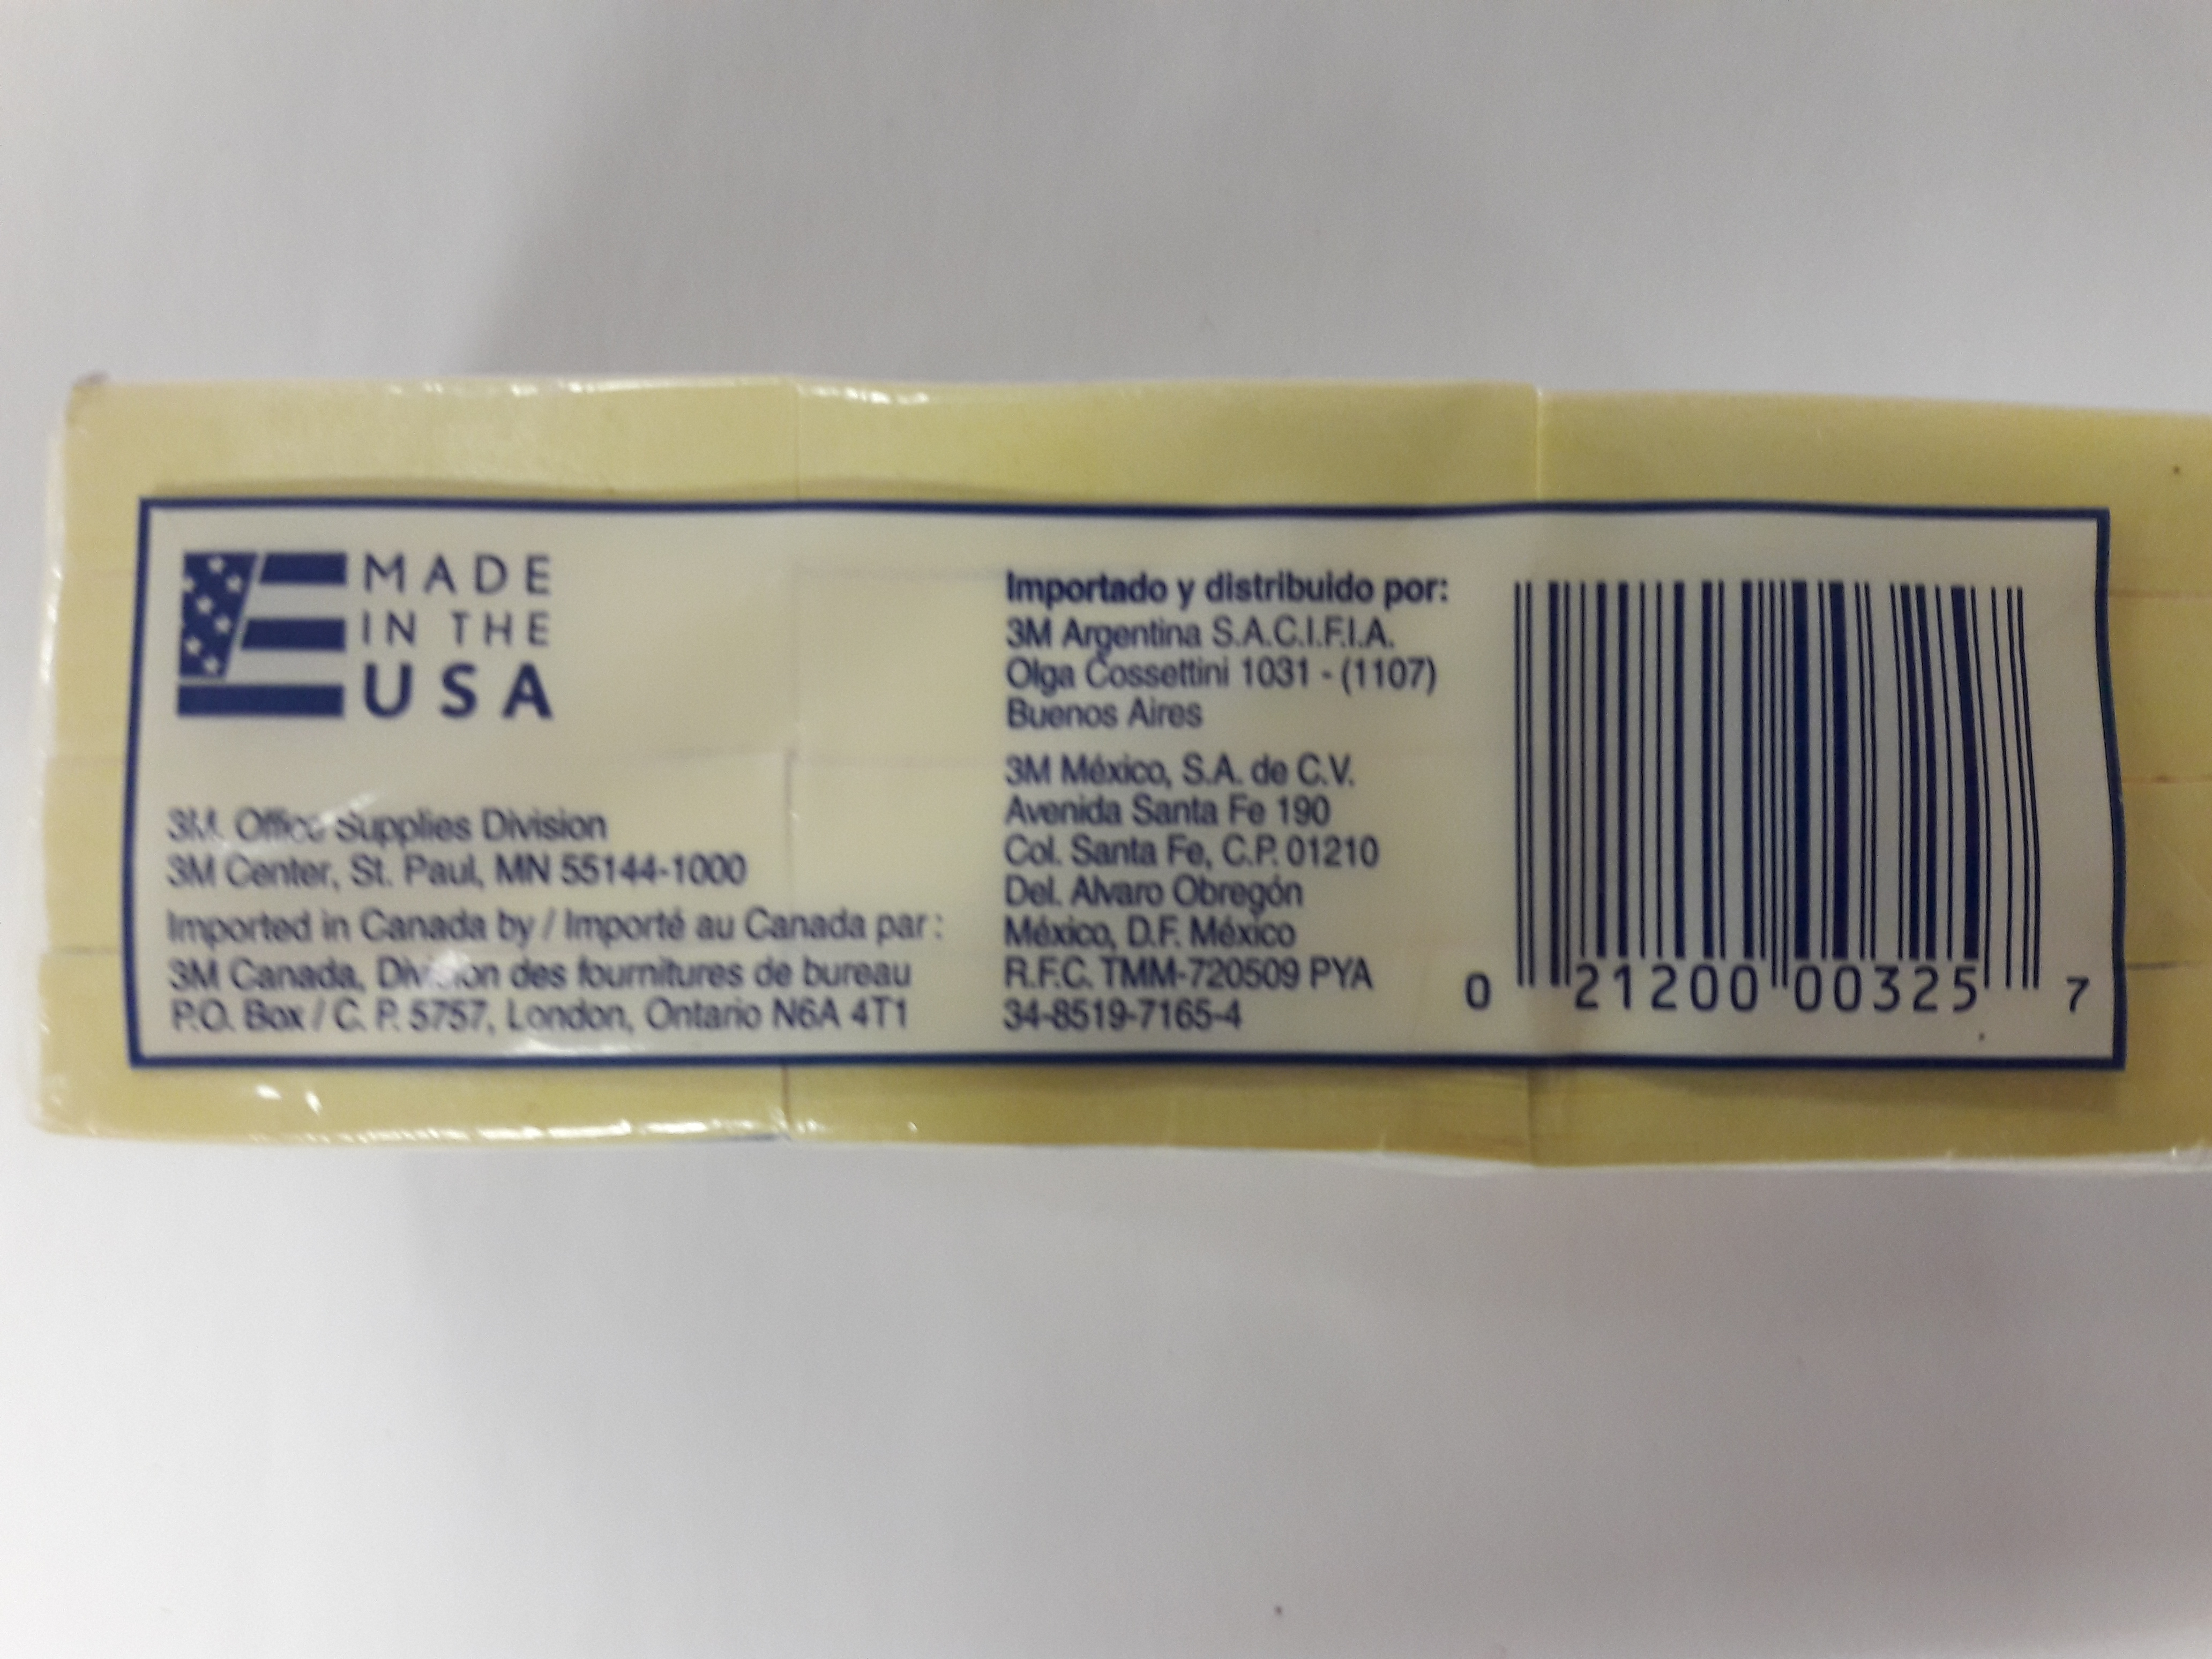 MADE
IN THE
USA
3M Office Supplies Division
3M Center, St. Paul, MN 55144-1000
Imported in Canada by / Importé au Canada par :
3M Canada, Division des fournitures de bureau
P.O. Box / C. P. 5757, London, Ontario N6A 4T1
Importado y distribuido por:
3M Argentina S.A.C.I.F.I.A.
Olga Cossettini 1031 - (1107)
Buenos Aires
3M México, S.A. de C.V.
Avenida Santa Fe 190
Col. Santa Fe, C.P. 01210
Del. Alvaro Obregón
México, D.F. México
R.F.C. TMM-720509 PYA
34-8519-7165-4
0 21200 00325 7